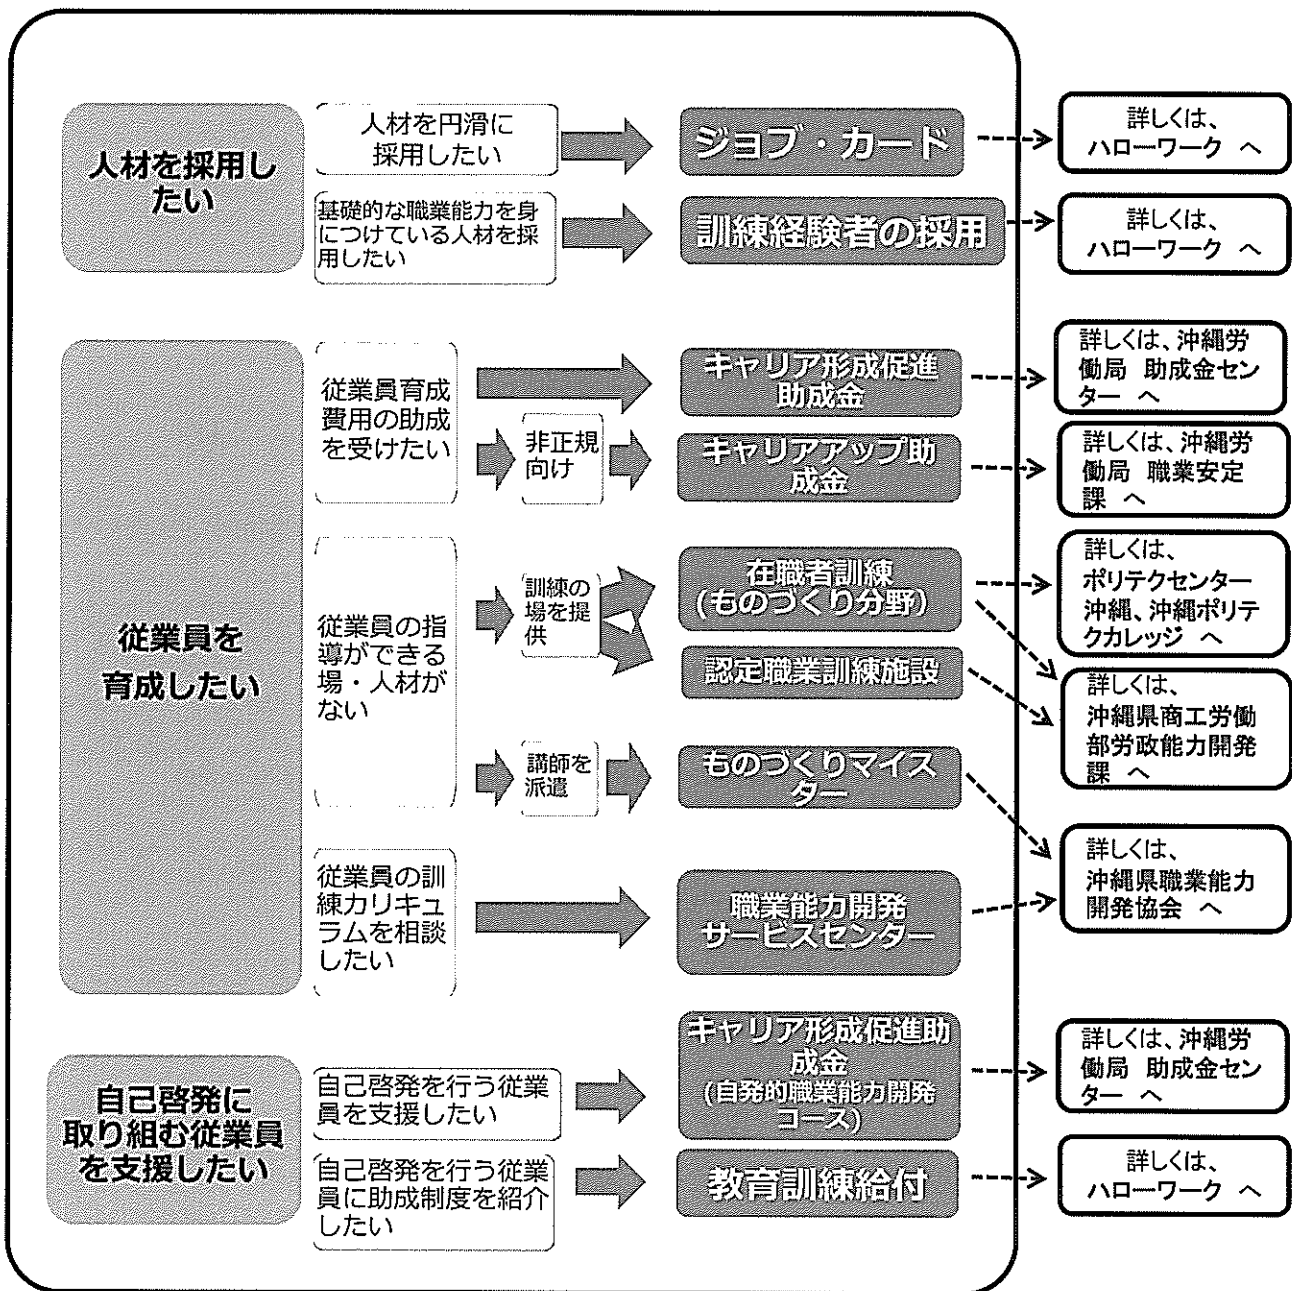 人材を採用し
たい
人材を円滑に
採用したい
ジョブ・カード
詳しくは、
ハローワーク へ
基礎的な職業能力を身
につけている人材を採
用したい
訓練経験者の採用
詳しくは、
ハローワーク へ
従業員を
育成したい
従業員育成
費用の助成
を受けたい
キャリア形成促進
助成金
詳しくは、沖縄労
働局 助成金セン
ター へ
非正規
向け
キャリアアップ助
成金
詳しくは、沖縄労
働局 職業安定
課 へ
従業員の指
導ができる
場・人材がな
い
訓練の
場を提
供
在職者訓練
(ものづくり分野)
詳しくは、
ポリテクセンター
沖縄、沖縄ポリテ
クカレッジ へ
認定職業訓練施設
詳しくは、
沖縄県商工労働
部労政能力開発
課 へ
講師を
派遣
ものづくりマイス
ター
従業員の訓
練カリキュ
ラムを相談
したい
職業能力開発
サービスセンター
詳しくは、
沖縄県職業能力
開発協会 へ
自己啓発に
取り組む従業員
を支援したい
自己啓発を行う従業
員を支援したい
キャリア形成促進助
成金
(自発的職業能力開発
コース)
詳しくは、沖縄労
働局 助成金セン
ター へ
自己啓発を行う従業
員に助成制度を紹介
したい
教育訓練給付
詳しくは、
ハローワーク へ